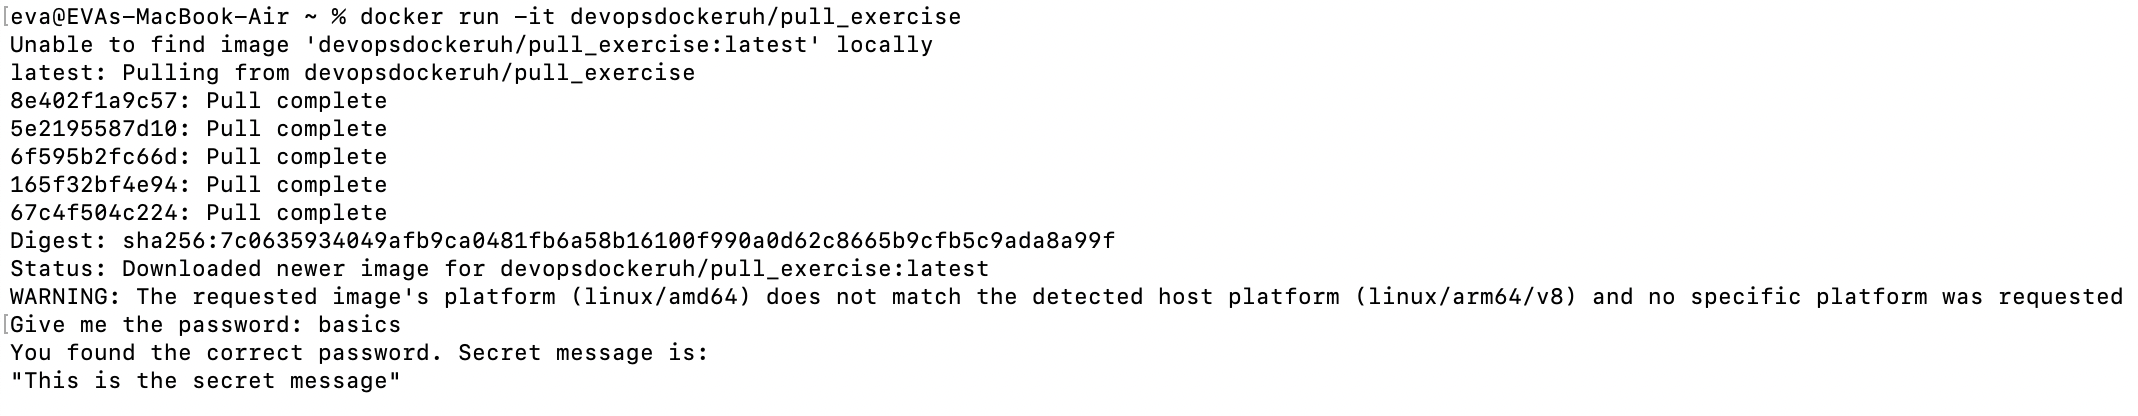 eva@EVAs-MacBook-Air ~ % docker run -it devopsdockeruh/pull_exercise
Unable to find image 'devopsdockeruh/pull_exercise:latest' locally
latest: Pulling from devopsdockeruh/pull_exercise
8e402f1a9c57: Pull complete
5e2195587d10: Pull complete
6f595b2fc66d: Pull complete
165f32bf4e94: Pull complete
67c4f504c224: Pull complete
Digest: sha256:7c0635934049afb9ca0481fb6a58b16100f990a0d62c8665b9cfb5c9ada8a99f
Status: Downloaded newer image for devopsdockeruh/pull_exercise:latest
WARNING: The requested image's platform (linux/amd64) does not match the detected host platform (linux/arm64/v8) and no specific platform was requested
Give me the password: basics
You found the correct password. Secret message is:
"This is the secret message"